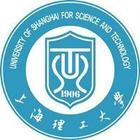 UNIVERSITY OF SHANGHAI FOR SCIENCE AND TECHNOLOGY
1906
上海理工大学